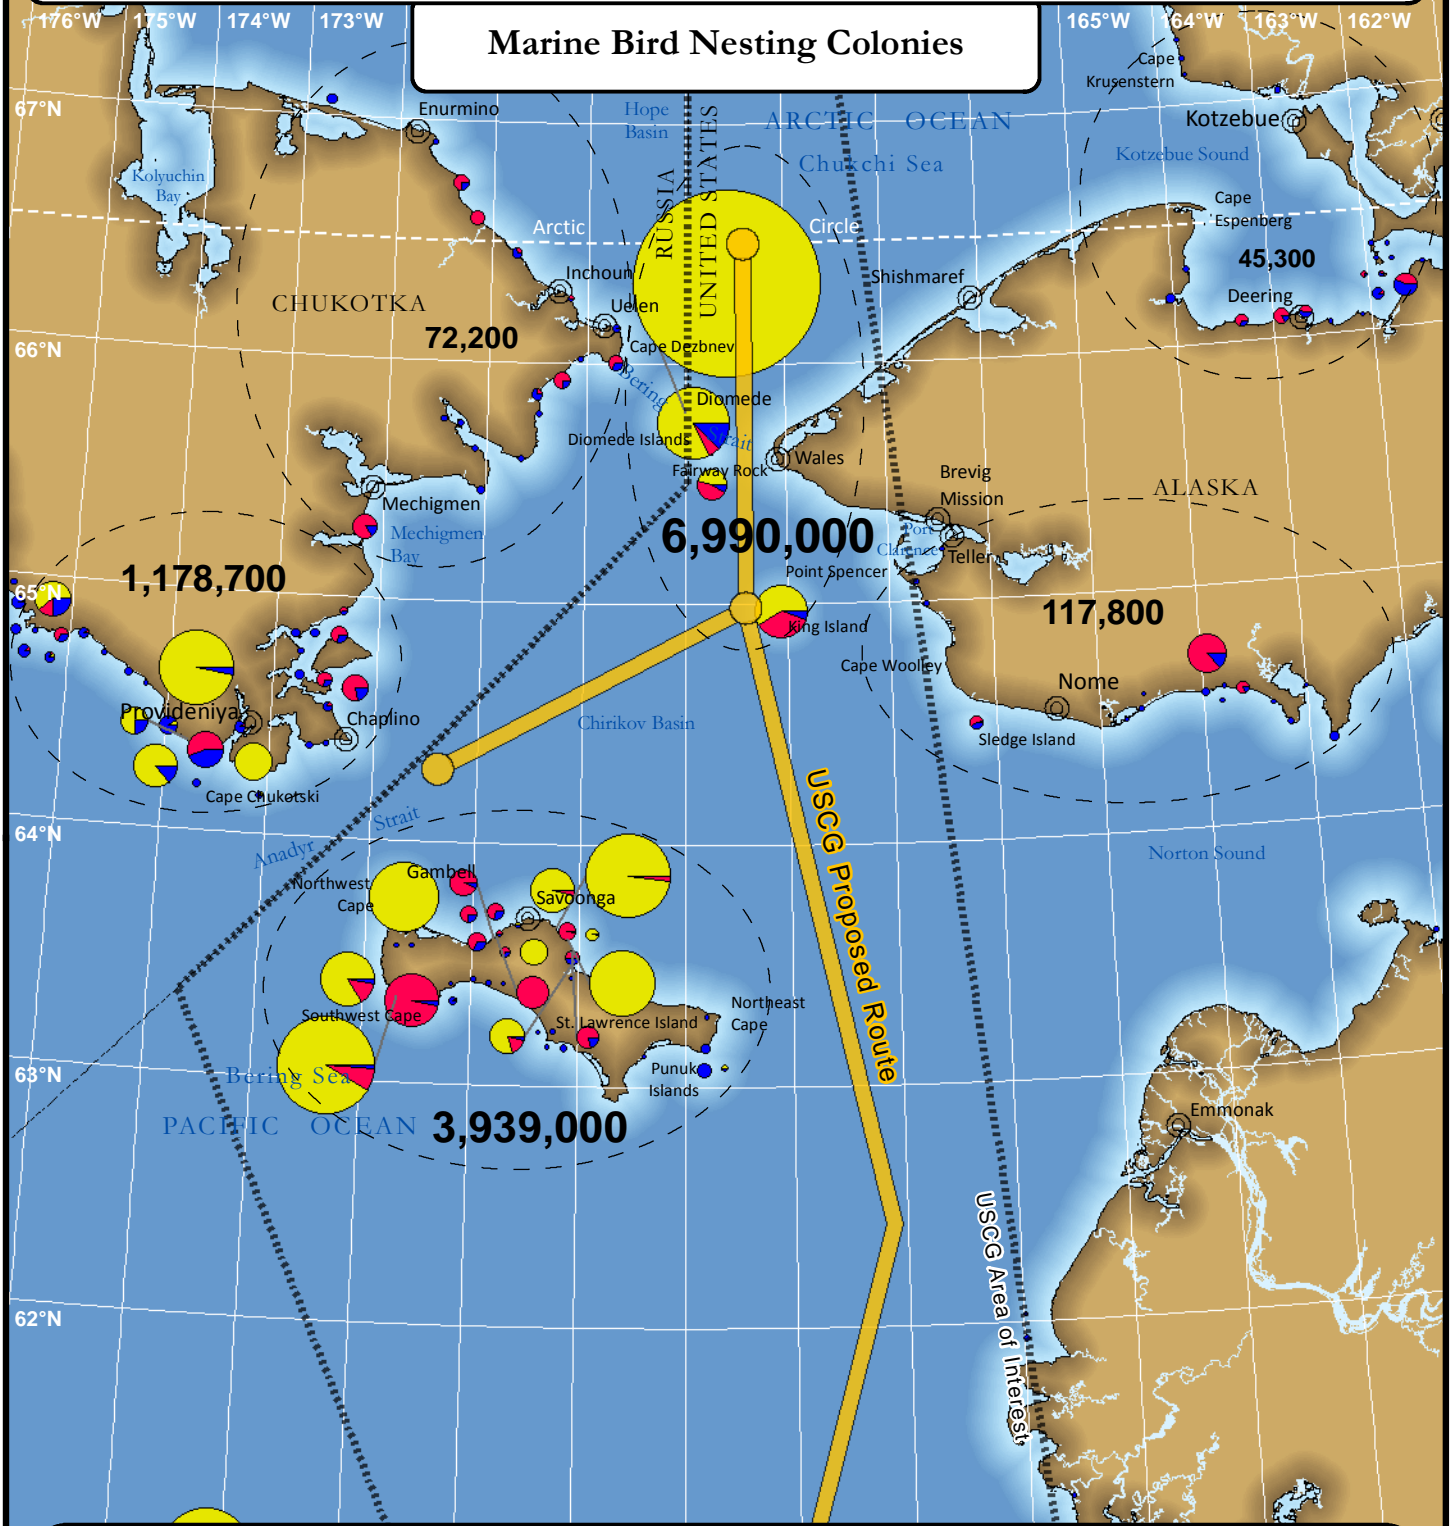 176°W 175°W 174°W 173°W 165°W 164°W 163°W 162°W
Marine Bird Nesting Colonies
Cape
Krusenstern
67°N
Enurmino
Hope
Basin
ARCTIC OCEAN
Kotzebue
Chukchi Sea
Kotzebue Sound
Kolyuchin
Bay
RUSSIA
UNITED STATES
Cape
Espenberg
Arctic
Circle
45,300
Inchoun
Shishmaref
Deering
CHUKOTKA
Uelen
72,200
66°N
Cape Dezbnev
Bering
Strait
Diomede
Diomede Islands
Wales
Fairway Rock
Brevig
Mission
ALASKA
Mechigmen
Mechigmen
Bay
6,990,000
Port
Clarence
Teller
1,178,700
Point Spencer
65°N
117,800
King Island
Cape Woolley
Nome
Provideniya
Chaplino
Chirikov Basin
Sledge Island
Cape Chukotski
USCG Proposed Route
64°N
Anadyr
Strait
Norton Sound
Northwest
Cape
Gambell
Savoonga
Southwest Cape
St. Lawrence Island
Northeast
Cape
63°N
Bering Sea
Punuk
Islands
PACIFIC OCEAN
3,939,000
Emmonak
USCG Area of Interest
62°N